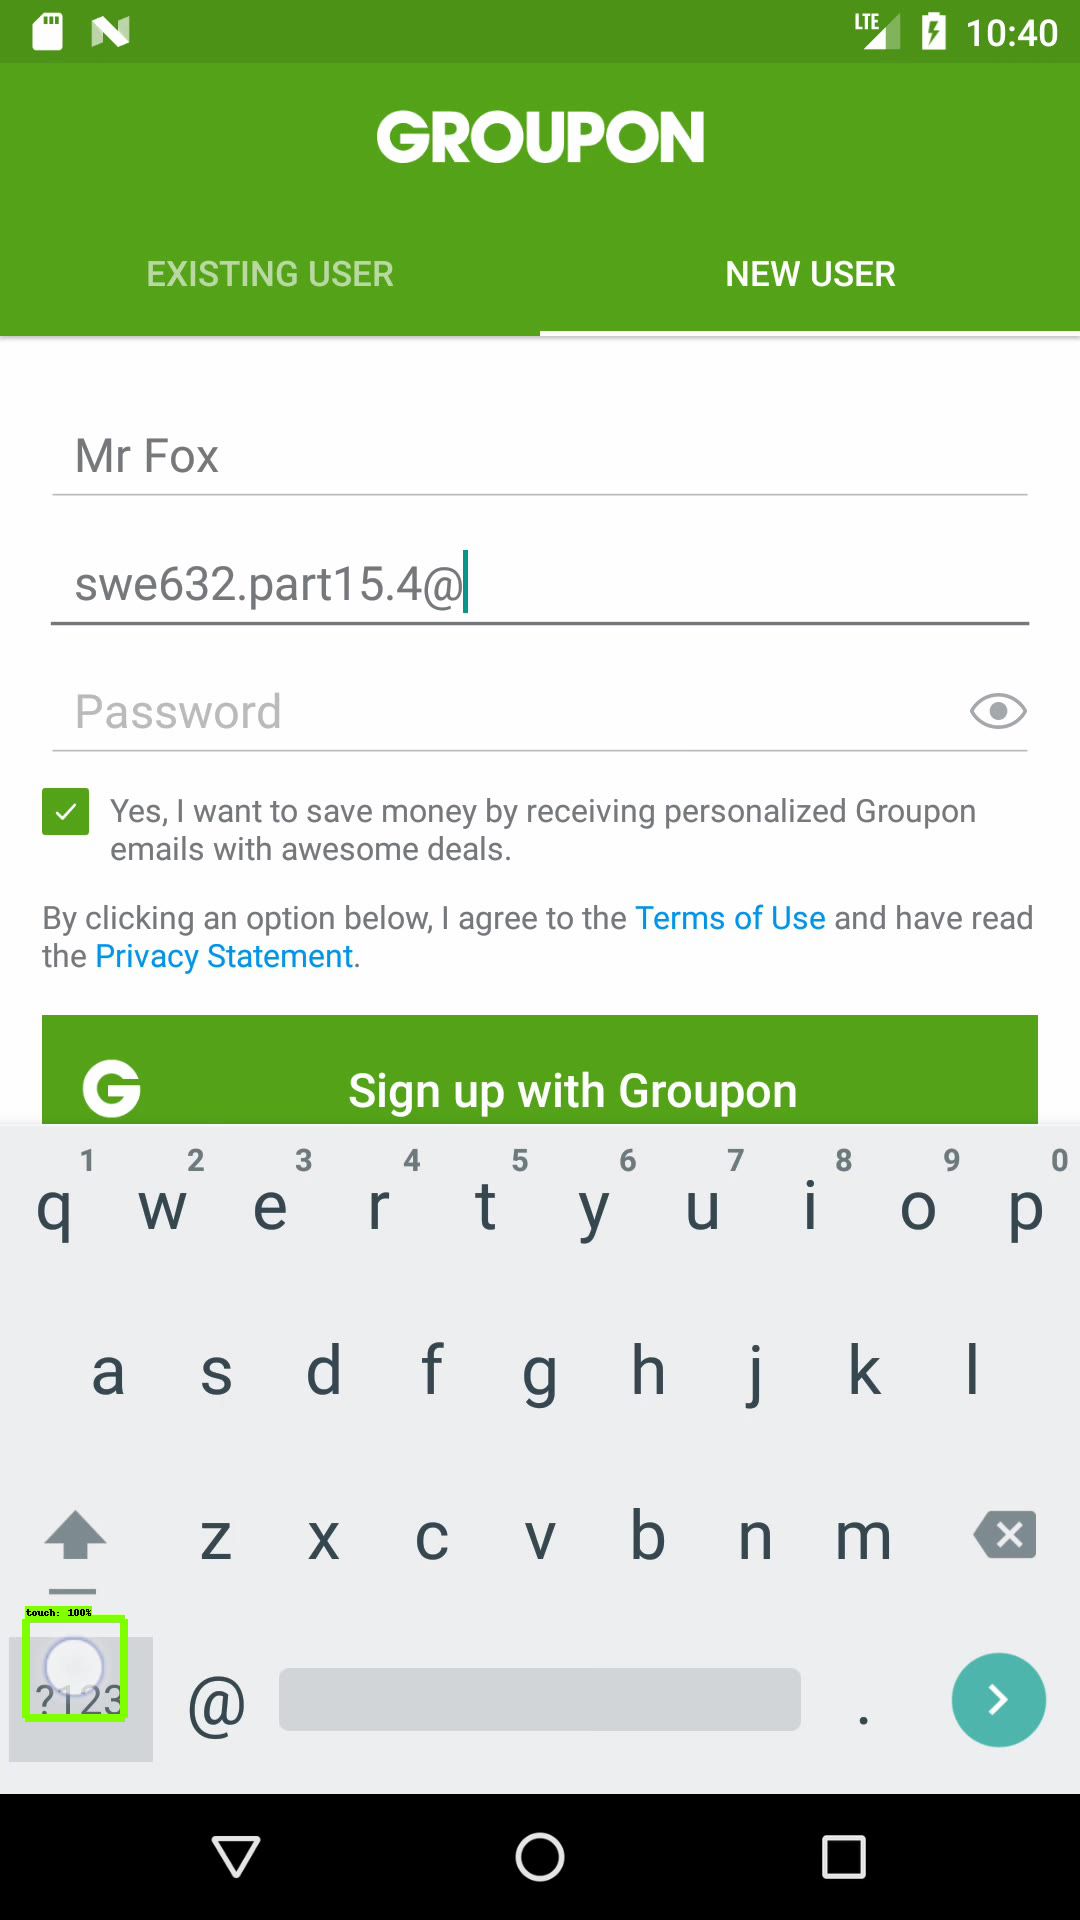 LTE 10:40
GROUPON
EXISTING USER NEW USER
Mr Fox
swe632.part15.4@
Password
Yes, I want to save money by receiving personalized Groupon
emails with awesome deals.
By clicking an option below, I agree to the Terms of Use and have read
the Privacy Statement.
G Sign up with Groupon
1 2 3 4 5 6 7 8 9 0
q w e r t y u i o p
a s d f g h j k l
z x c v b n m
touch: 100%
?123 @ .